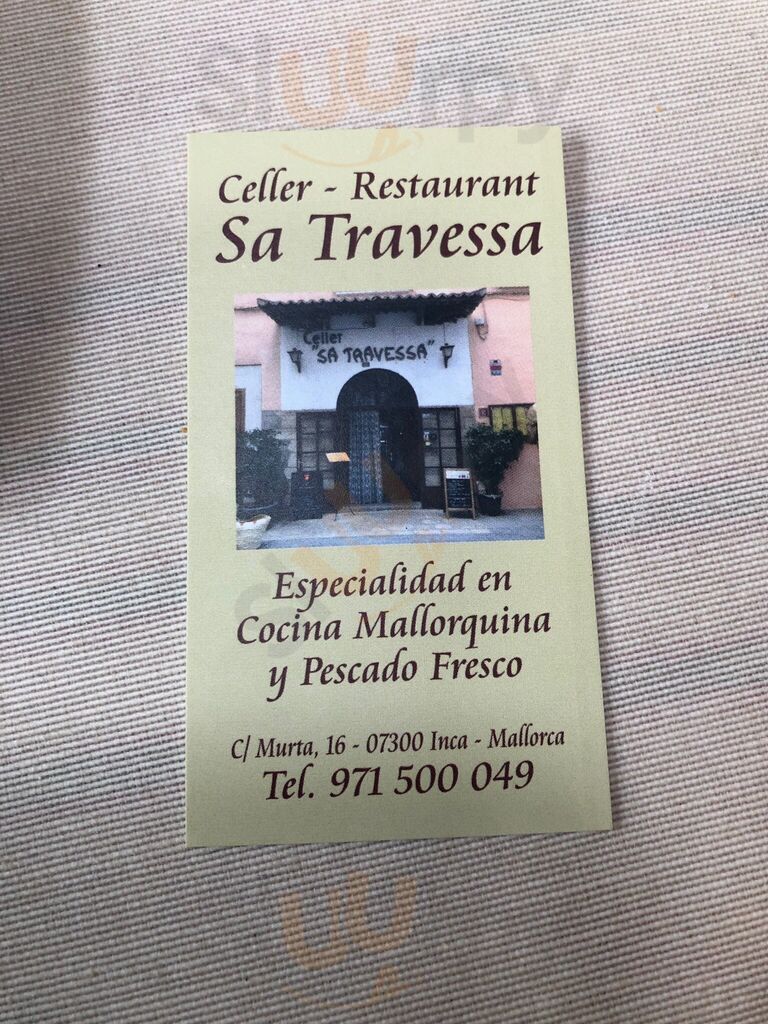 Sluurpy
Celler - Restaurant
Sa Travessa
Celler
"SA TRAVESSA"
Especialidad en
Cocina Mallorquina
y Pescado Fresco
C/ Murta, 16 - 07300 Inca - Mallorca
Tel. 971 500 049